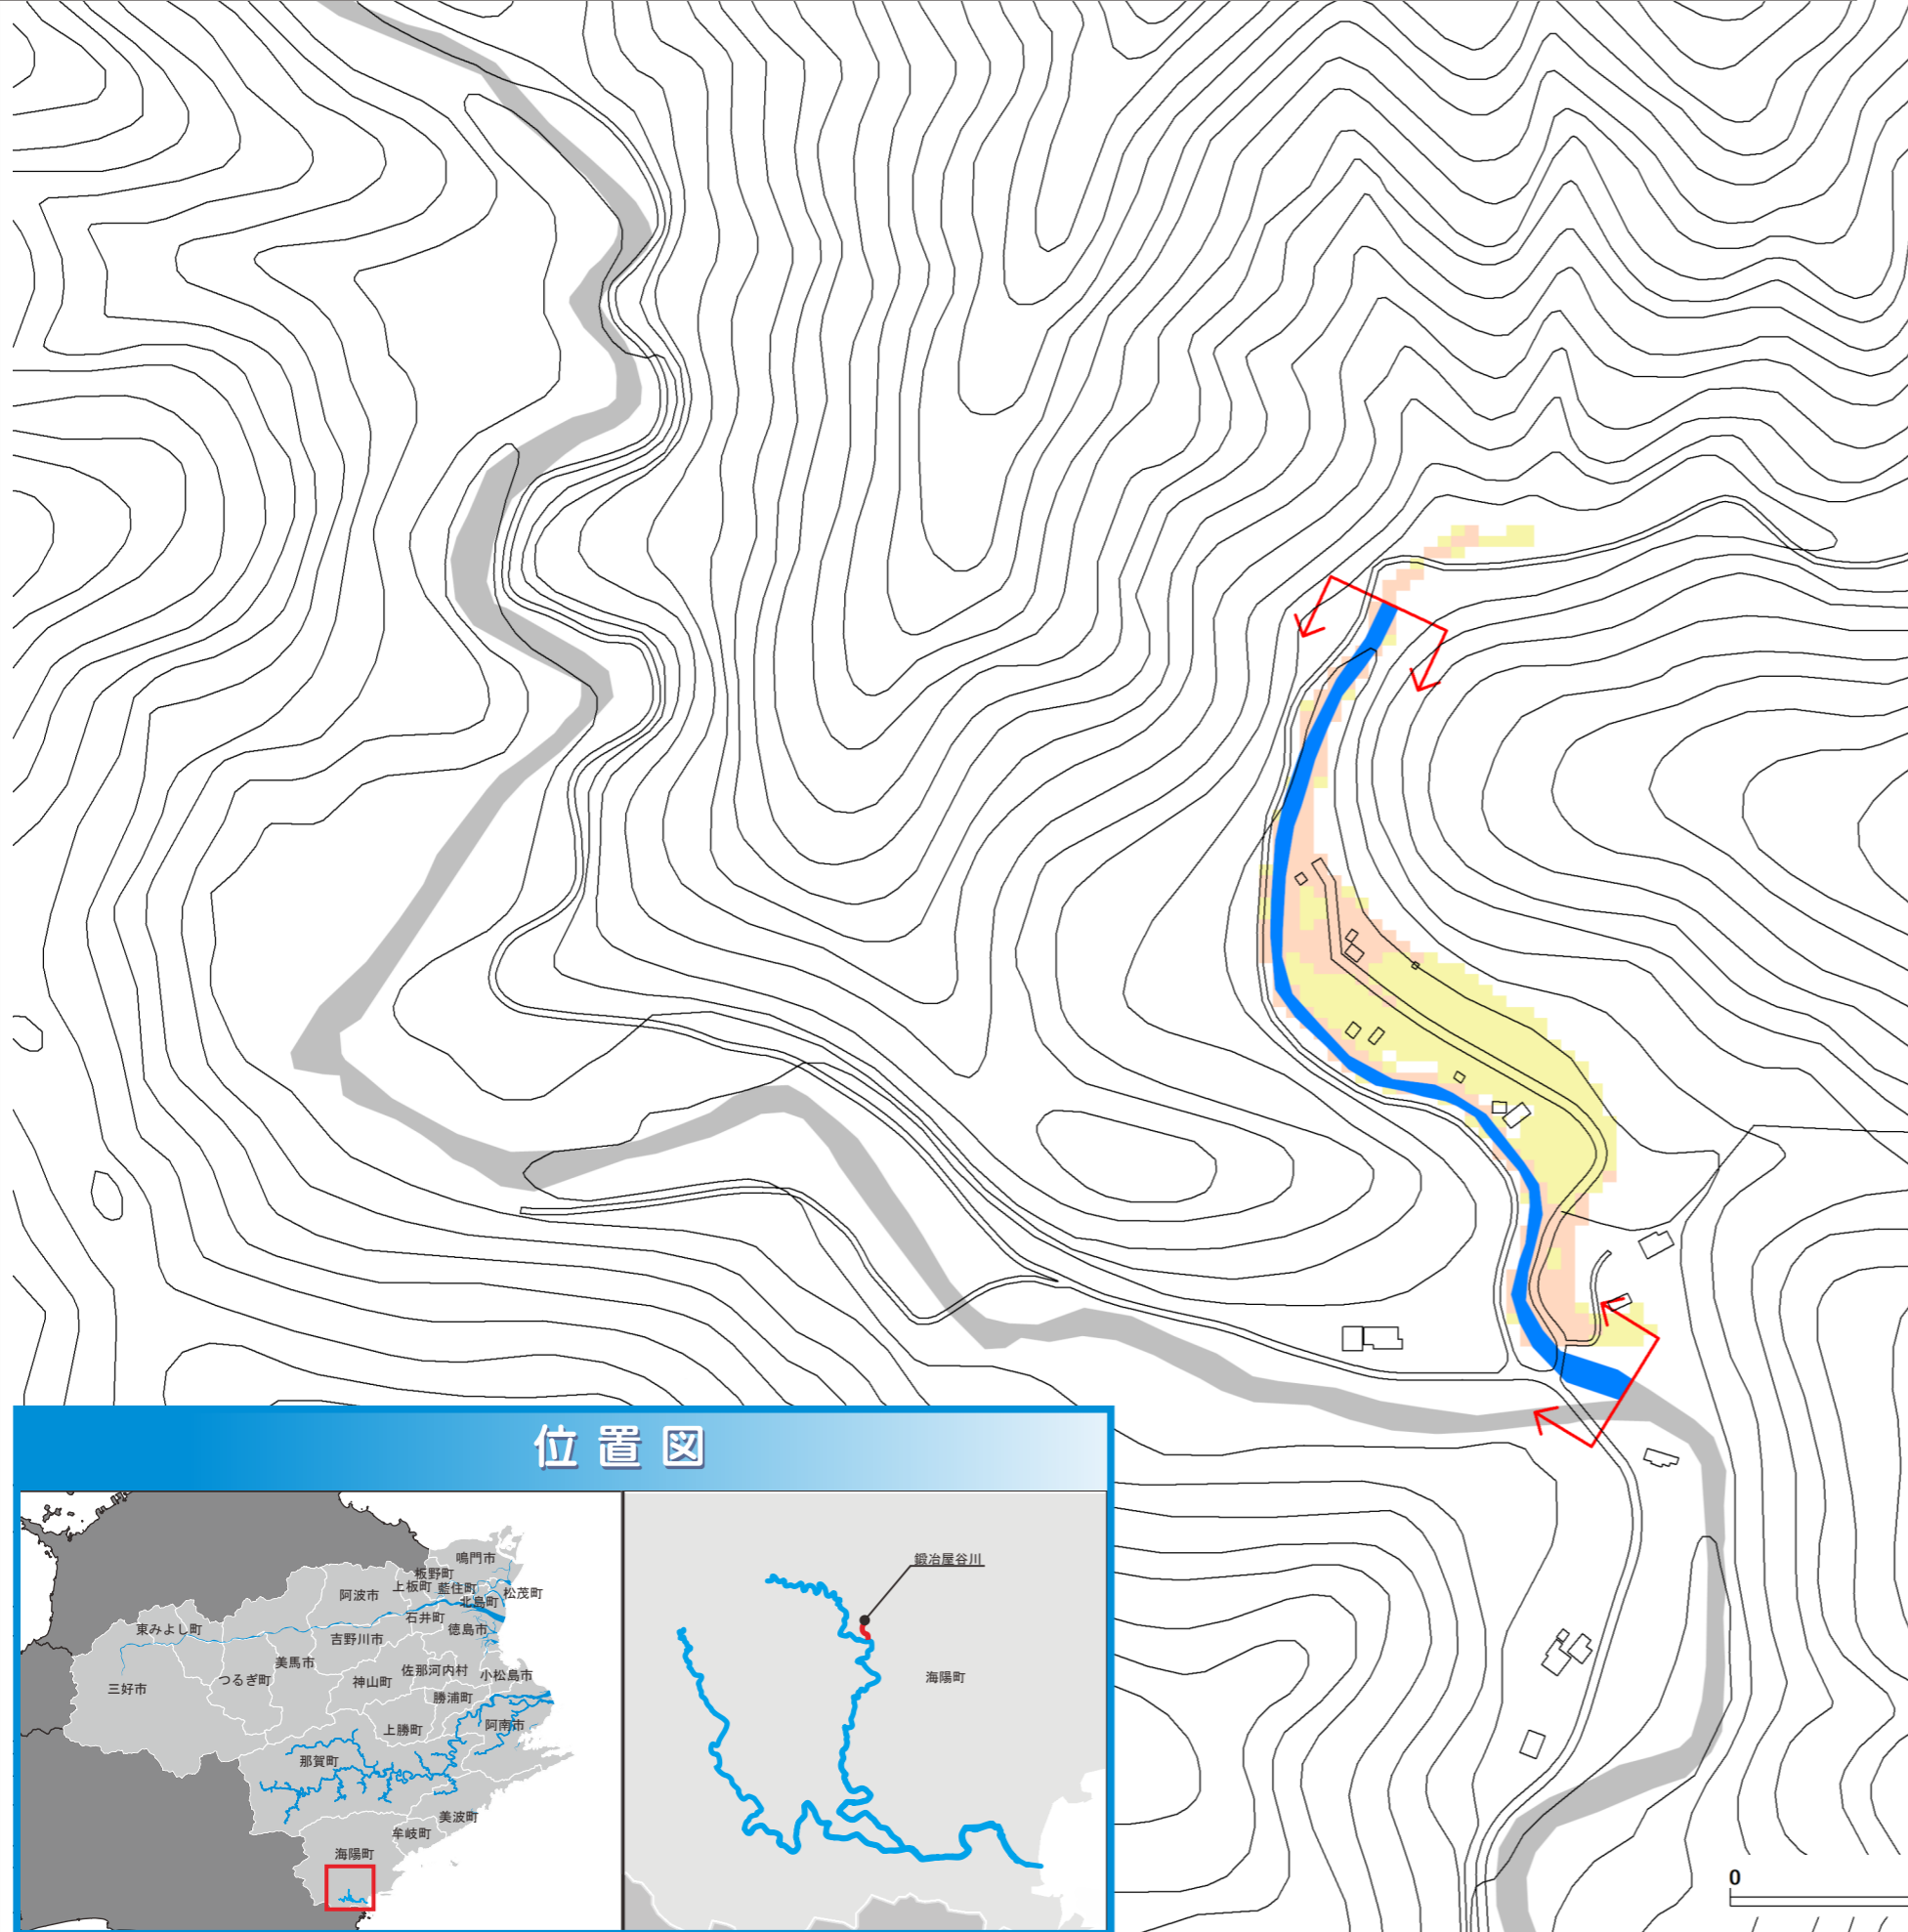 位置図
鳴門市
板野町
上板町
藍住町
松茂町
阿波市
北島町
石井町
東みよし町
吉野川市
徳島市
美馬市
佐那河内村
小松島市
つるぎ町
神山町
三好市
勝浦町
阿南市
上勝町
那賀町
美波町
牟岐町
海陽町
鍛冶屋谷川
海陽町
0